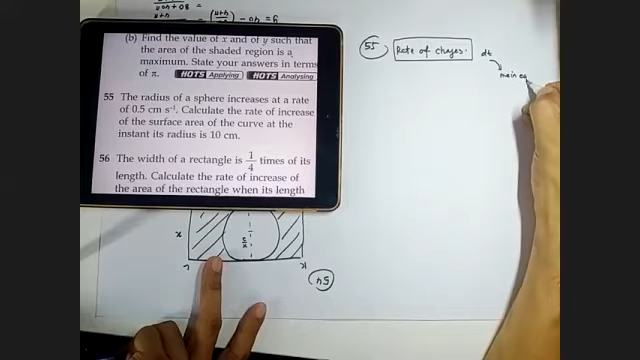 (b) Find the value of x and of y such that
the area of the shaded region is a
maximum. State your answers in terms
of π. HOTS Applying HOTS Analysing
55 The radius of a sphere increases at a rate
of 0.5 cm s⁻¹. Calculate the rate of increase
of the surface area of the curve at the
instant its radius is 10 cm.
56 The width of a rectangle is 1/4 times of its
length. Calculate the rate of increase of
the area of the rectangle when its length
55 Rate of chages. dt
main eq
x
54